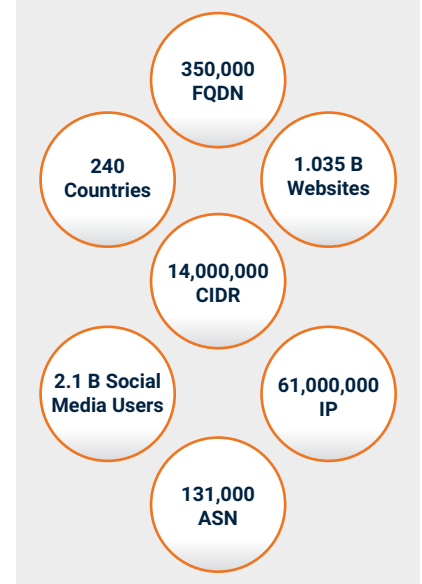 350,000
FQDN
240
Countries
1.035 B
Websites
14,000,000
CIDR
2.1 B Social
Media Users
61,000,000
IP
131,000
ASN